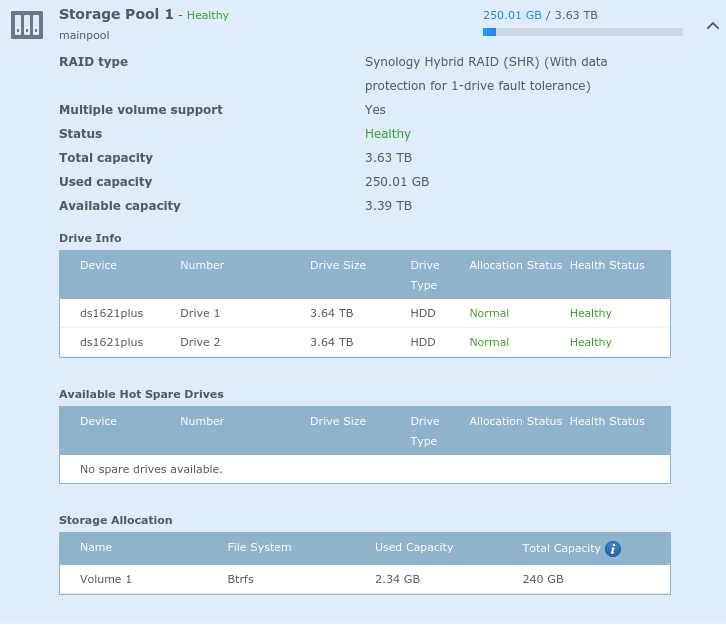 Storage Pool 1 - Healthy 250.01 GB / 3.63 TB
mainpool
RAID type Synology Hybrid RAID (SHR) (With data
protection for 1-drive fault tolerance)
Multiple volume support Yes
Status Healthy
Total capacity 3.63 TB
Used capacity 250.01 GB
Available capacity 3.39 TB
Drive Info
Device Number Drive Size Drive Allocation Status Health Status
Type
ds1621plus Drive 1 3.64 TB HDD Normal Healthy
ds1621plus Drive 2 3.64 TB HDD Normal Healthy
Available Hot Spare Drives
Device Number Drive Size Drive Allocation Status Health Status
Type
No spare drives available.
Storage Allocation
Name File System Used Capacity Total Capacity i
Volume 1 Btrfs 2.34 GB 240 GB